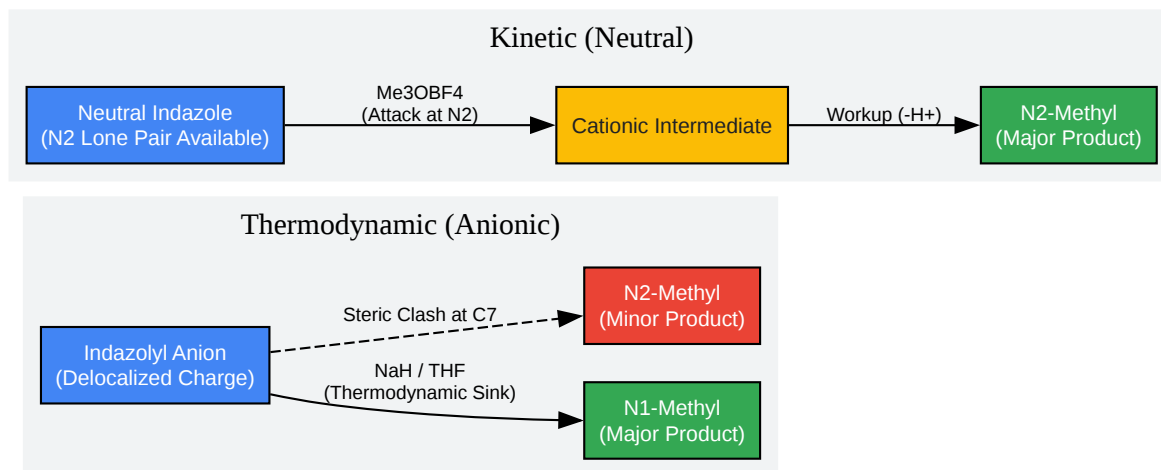 Kinetic (Neutral)
Neutral Indazole
(N2 Lone Pair Available)
Me3OBF4
(Attack at N2)
Cationic Intermediate
Workup (-H+)
N2-Methyl
(Major Product)
Thermodynamic (Anionic)
Indazolyl Anion
(Delocalized Charge)
Steric Clash at C7
N2-Methyl
(Minor Product)
NaH / THF
(Thermodynamic Sink)
N1-Methyl
(Major Product)